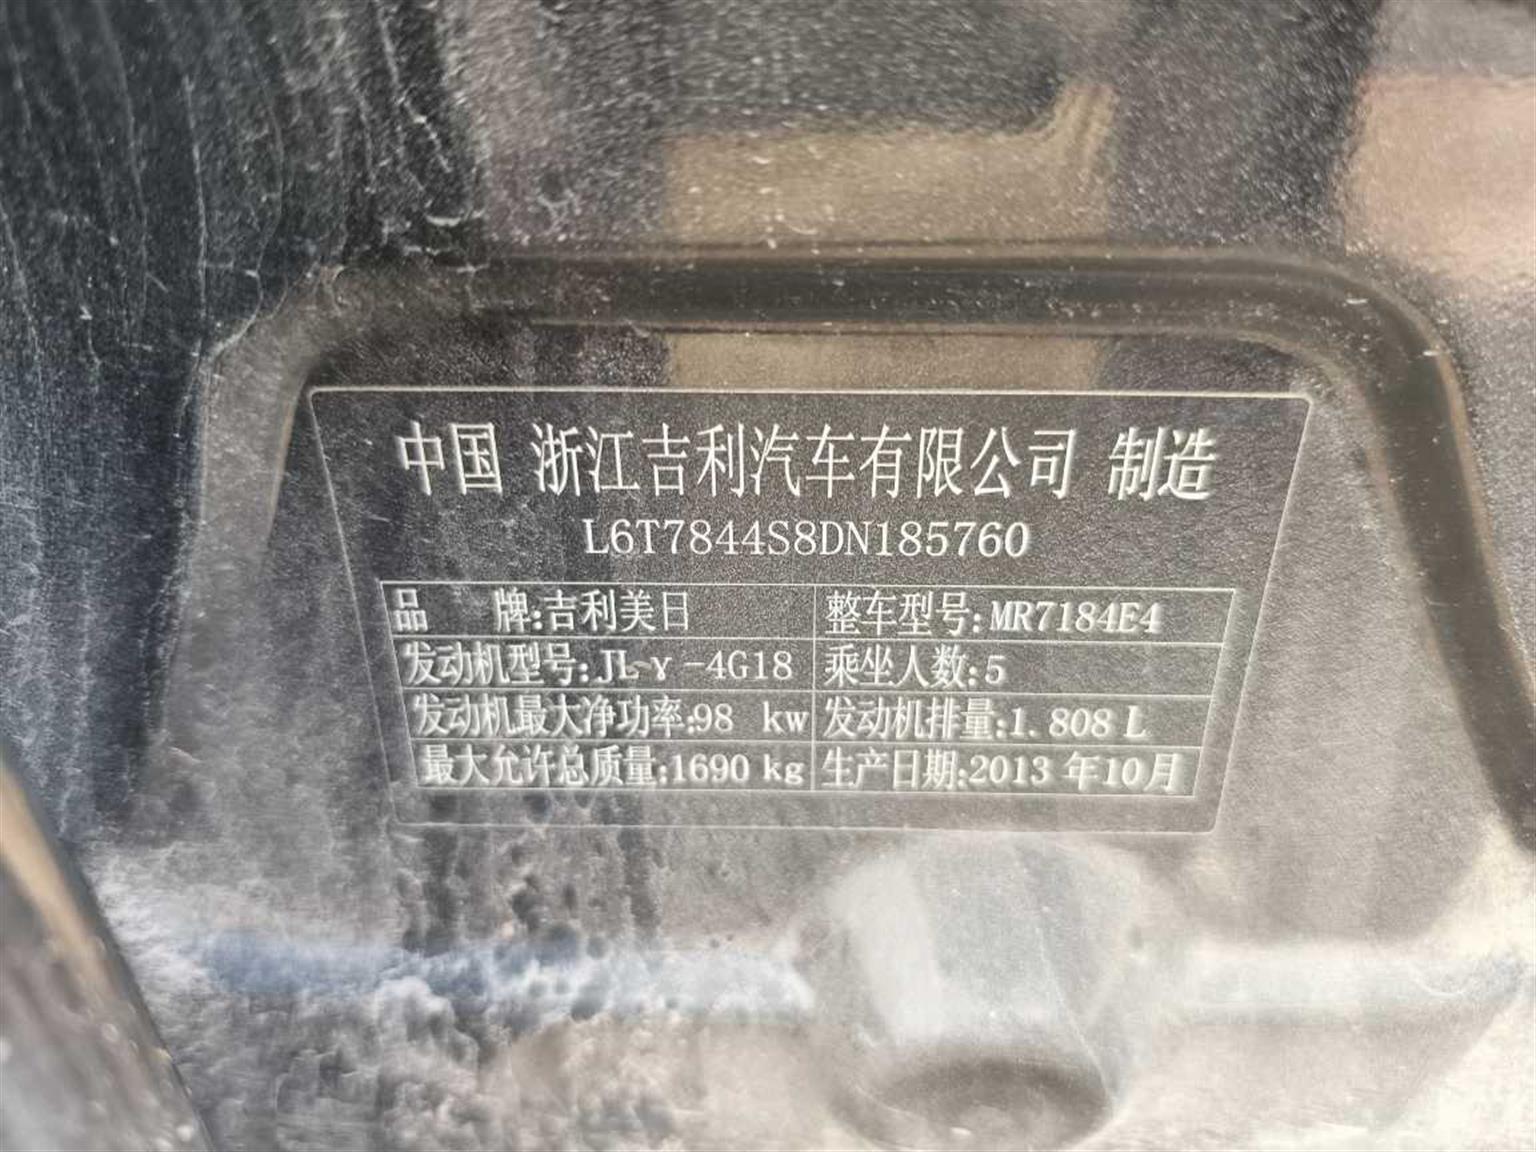 中国 浙江吉利汽车有限公司 制造
L6T7844S8DN185760
品 牌:吉利美日 整车型号:MR7184E4
发动机型号:JLγ-4G18 乘坐人数:5
发动机最大净功率:98 kw 发动机排量:1.808 L
最大允许总质量:1690 kg 生产日期:2013 年10月